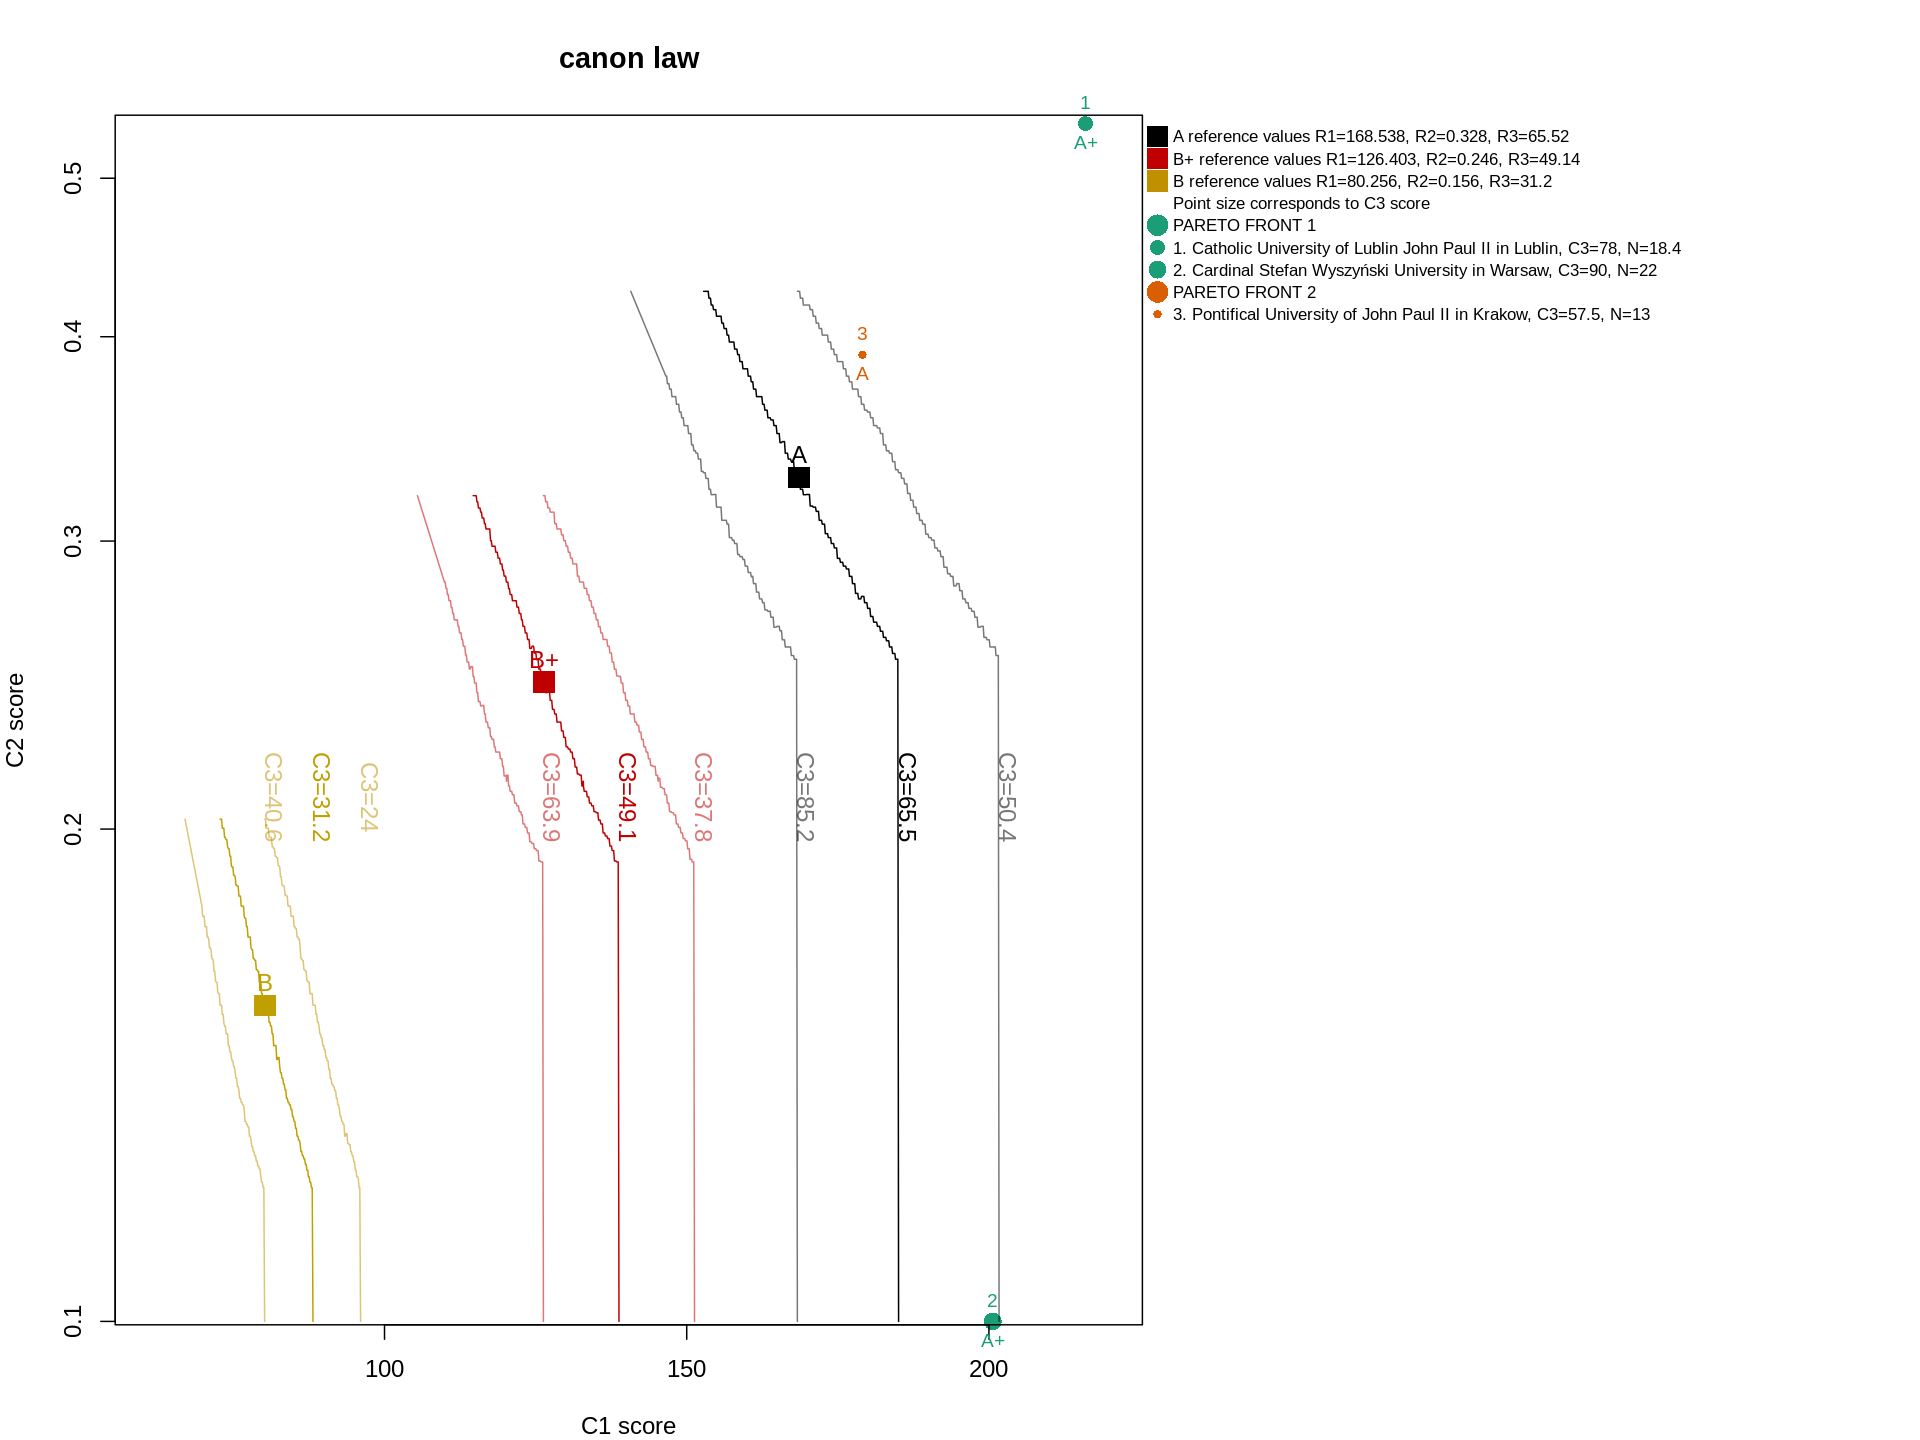 canon law
1
A+
A reference values R1=168.538, R2=0.328, R3=65.52
B+ reference values R1=126.403, R2=0.246, R3=49.14
B reference values R1=80.256, R2=0.156, R3=31.2
Point size corresponds to C3 score
PARETO FRONT 1
1. Catholic University of Lublin John Paul II in Lublin, C3=78, N=18.4
2. Cardinal Stefan Wyszyński University in Warsaw, C3=90, N=22
PARETO FRONT 2
3. Pontifical University of John Paul II in Krakow, C3=57.5, N=13
3
A
A
B+
B
C3=40.6
C3=31.2
C3=24
C3=63.9
C3=49.1
C3=37.8
C3=85.2
C3=65.5
C3=50.4
2
A+
0.5
0.4
0.3
0.2
0.1
C2 score
100
150
200
C1 score